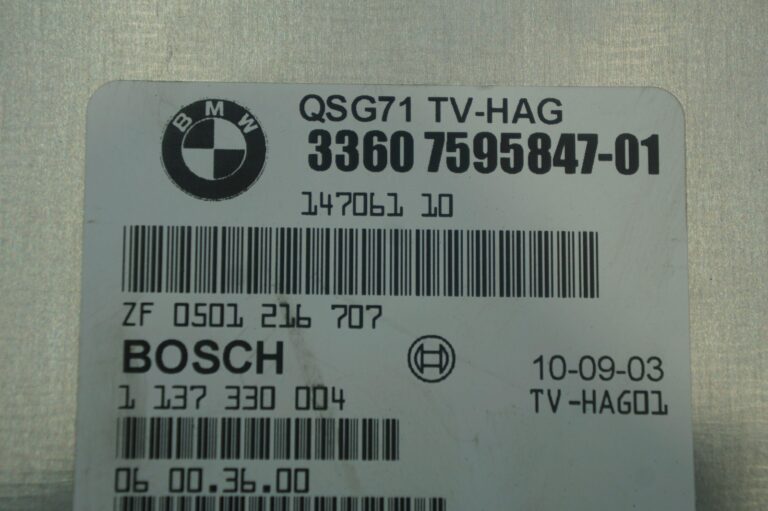 BMW
QSG71 TV-HAG
3360 7595847-01
147061 10
ZF 0501 216 707
BOSCH
10-09-03
1 137 330 004
TV-HAG01
06 00.36.00